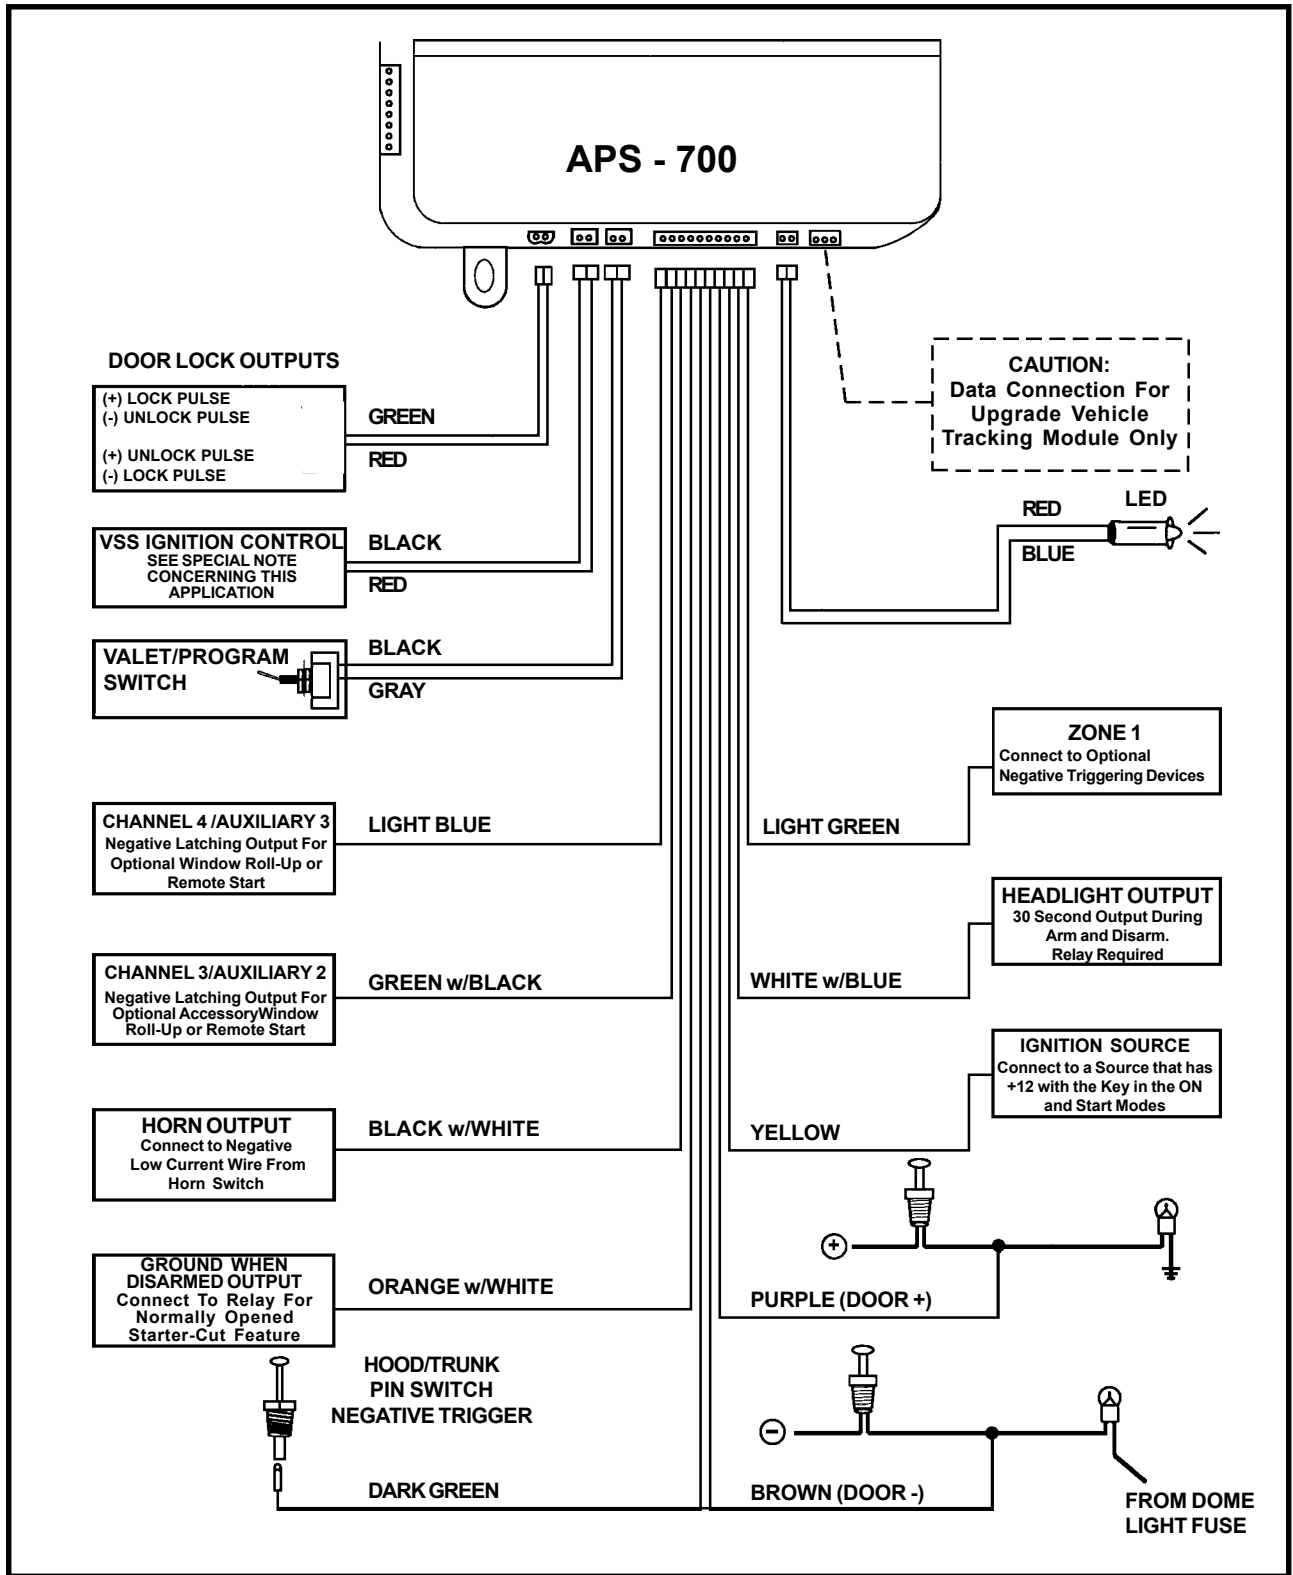 APS - 700
DOOR LOCK OUTPUTS
(+) LOCK PULSE
(-) UNLOCK PULSE
(+) UNLOCK PULSE
(-) LOCK PULSE
GREEN
RED
CAUTION:
Data Connection For
Upgrade Vehicle
Tracking Module Only
RED
LED
BLUE
VSS IGNITION CONTROL
SEE SPECIAL NOTE
CONCERNING THIS
APPLICATION
BLACK
RED
VALET/PROGRAM
SWITCH
BLACK
GRAY
ZONE 1
Connect to Optional
Negative Triggering Devices
CHANNEL 4 /AUXILIARY 3
Negative Latching Output For
Optional Window Roll-Up or
Remote Start
LIGHT BLUE
LIGHT GREEN
HEADLIGHT OUTPUT
30 Second Output During
Arm and Disarm.
Relay Required
CHANNEL 3/AUXILIARY 2
Negative Latching Output For
Optional AccessoryWindow
Roll-Up or Remote Start
GREEN w/BLACK
WHITE w/BLUE
IGNITION SOURCE
Connect to a Source that has
+12 with the Key in the ON
and Start Modes
HORN OUTPUT
Connect to Negative
Low Current Wire From
Horn Switch
BLACK w/WHITE
YELLOW
GROUND WHEN
DISARMED OUTPUT
Connect To Relay For
Normally Opened
Starter-Cut Feature
ORANGE w/WHITE
+
PURPLE (DOOR +)
HOOD/TRUNK
PIN SWITCH
NEGATIVE TRIGGER
-
DARK GREEN
BROWN (DOOR -)
FROM DOME
LIGHT FUSE